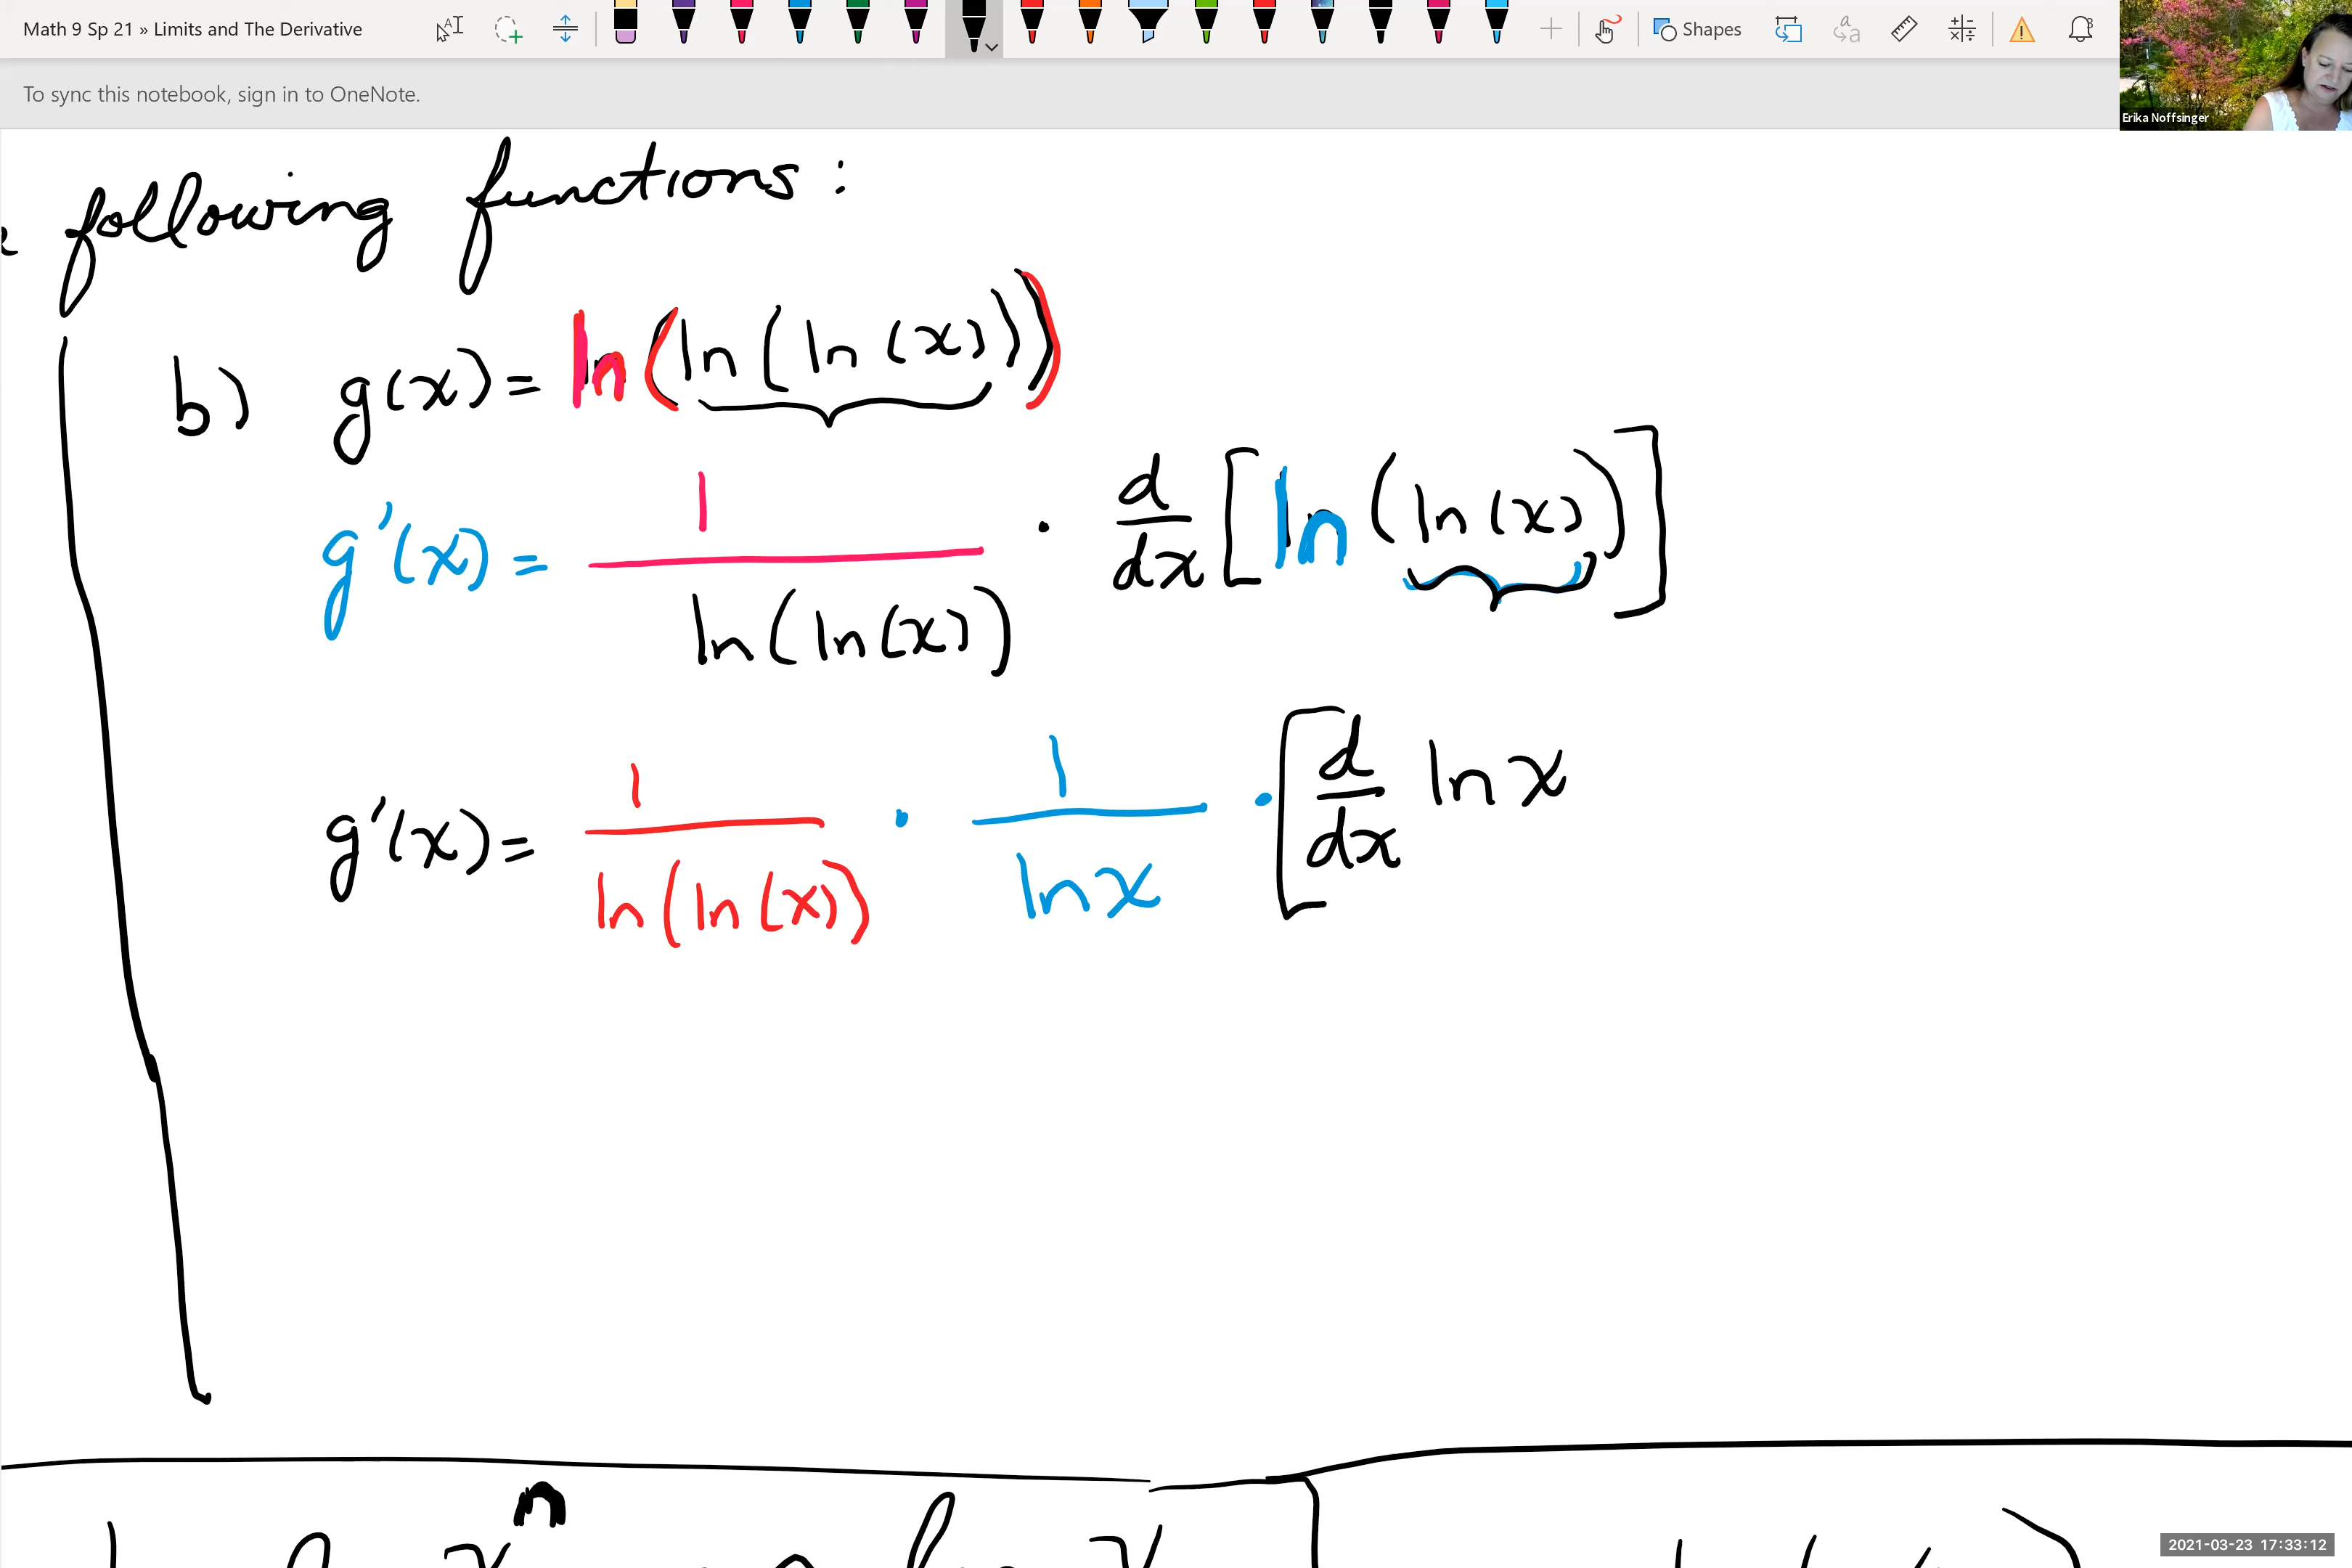 Math 9 Sp 21 » Limits and The Derivative
Shapes
To sync this notebook, sign in to OneNote.
Erika Noffsinger
following functions:
b) g(x) = ln(ln(ln(x)))
g'(x) = 1/ln(ln(x)) · d/dx [ln(ln(x))]
g'(x) = 1/ln(ln(x)) · 1/ln x · [d/dx ln x
2021-03-23 17:33:12